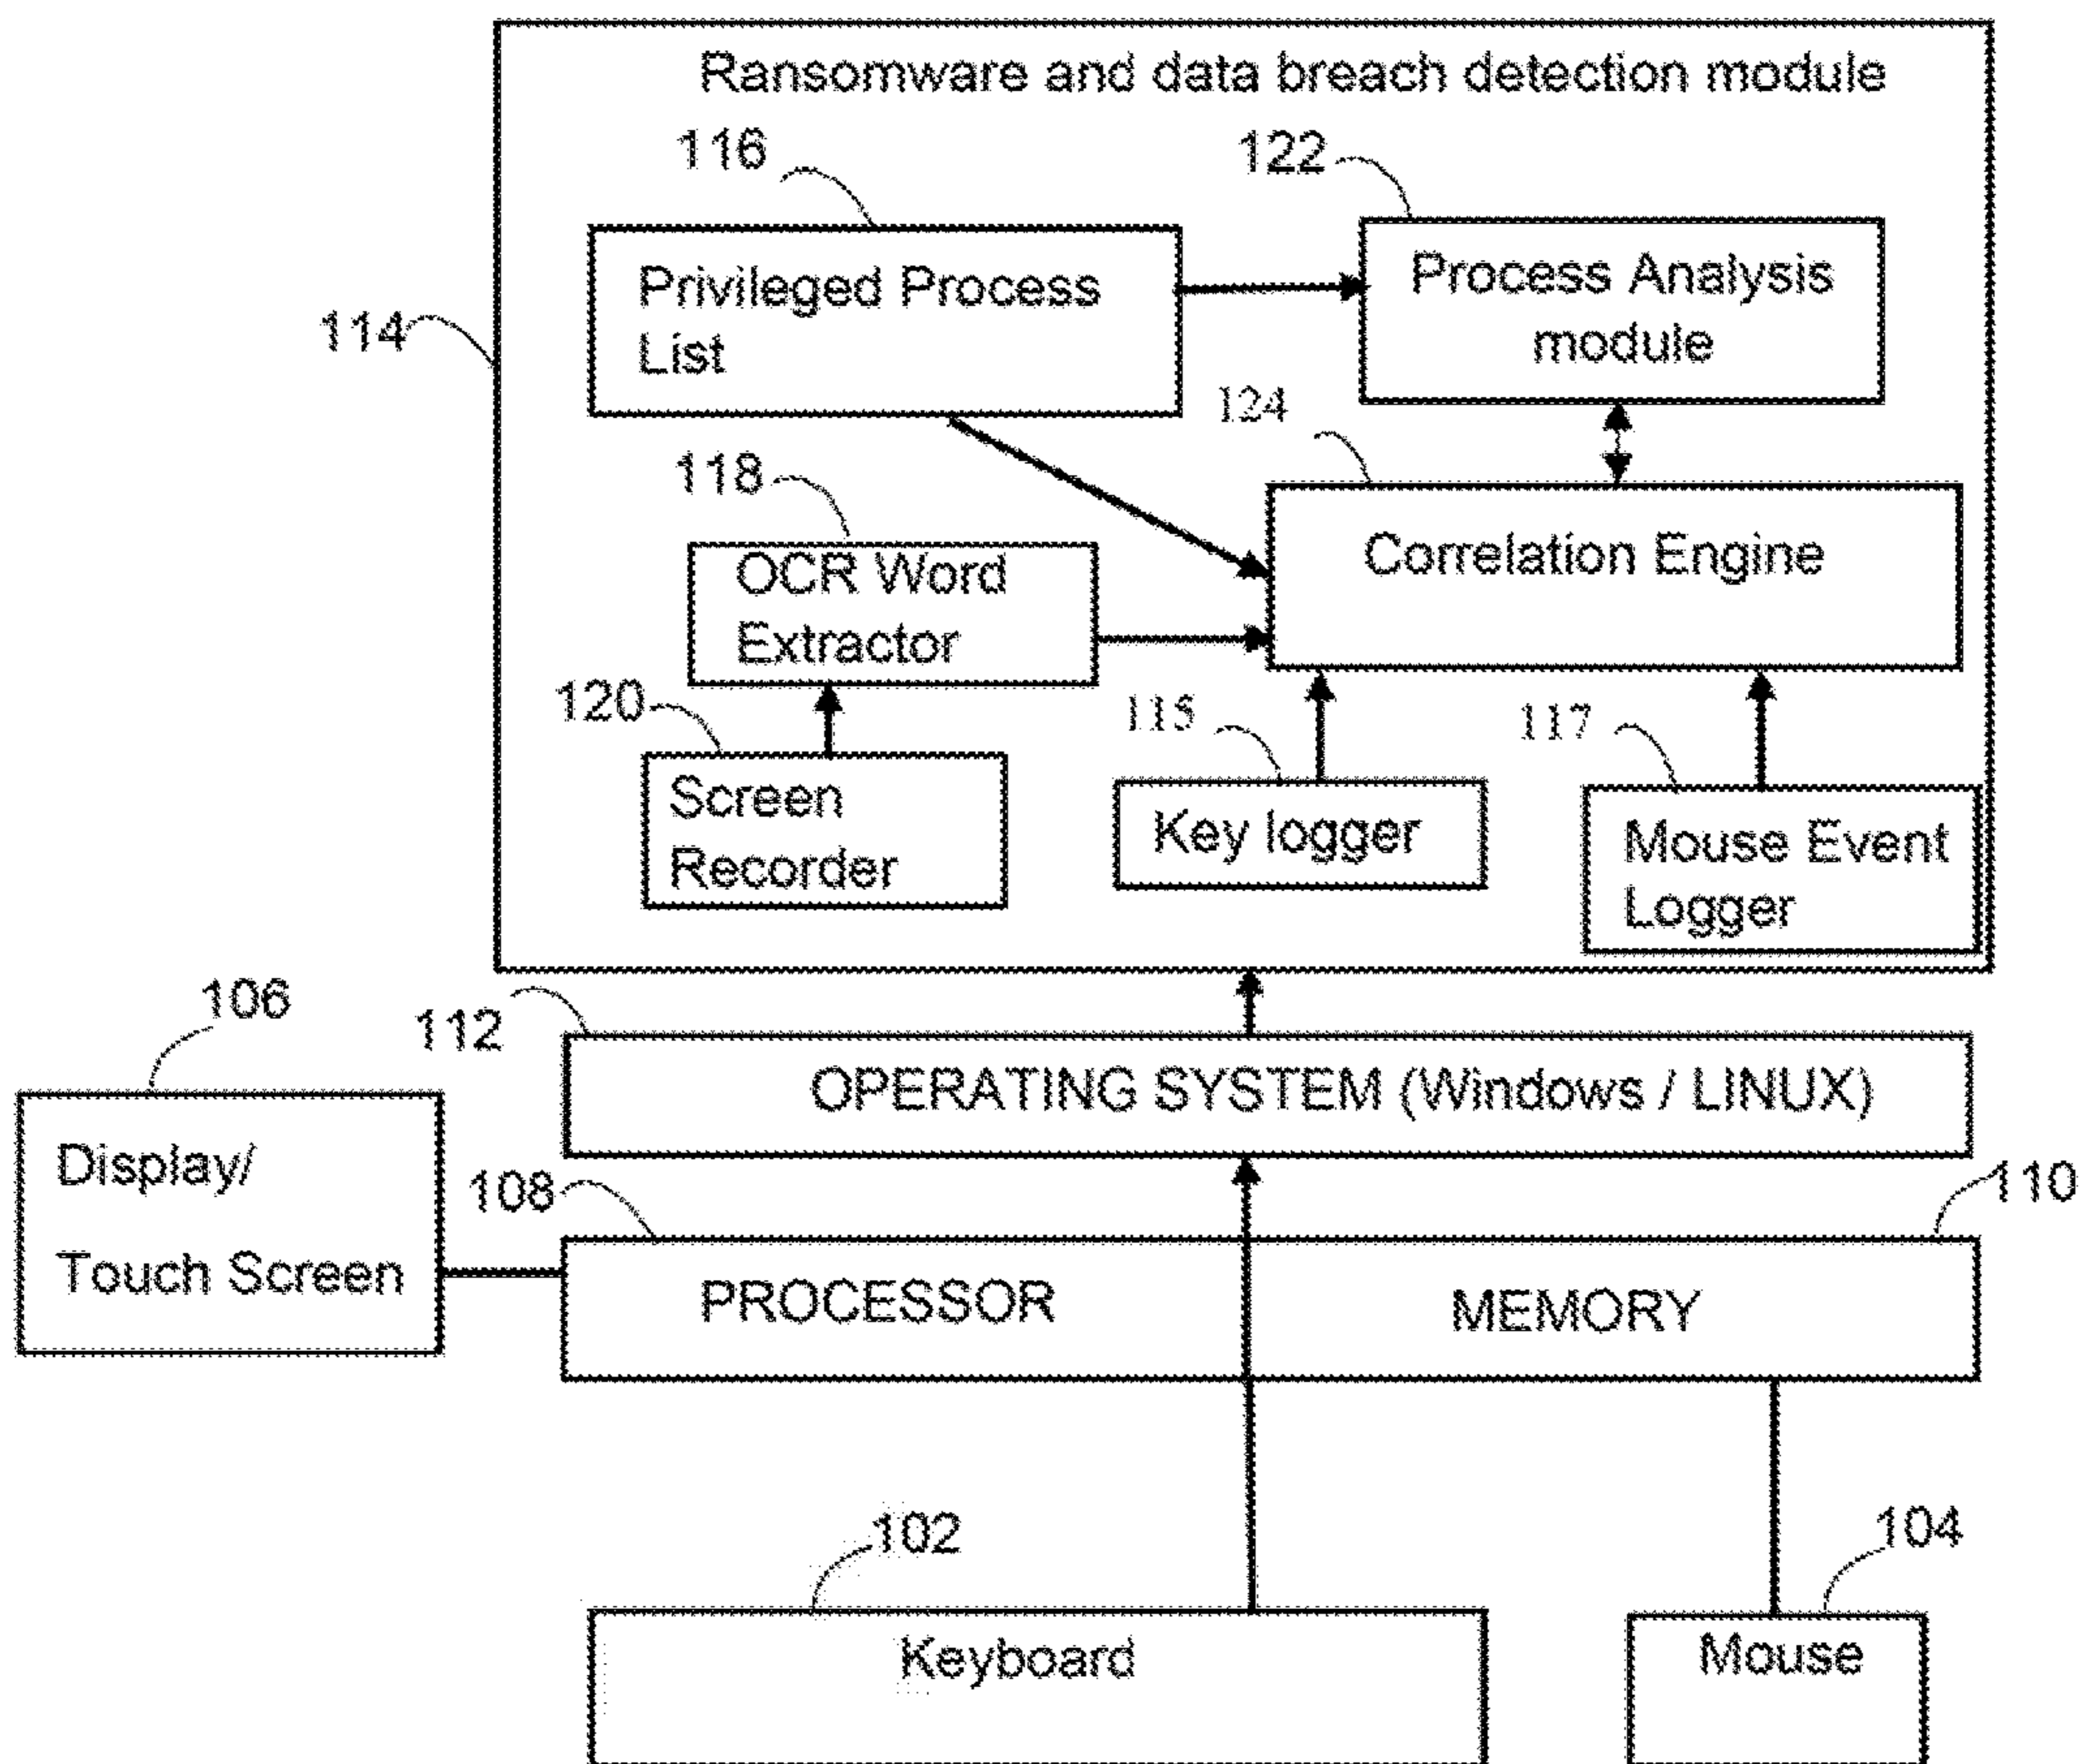 Ransomware and data breach detection module
116
122
Privileged Process
List
Process Analysis
module
114
124
118
OCR Word
Extractor
Correlation Engine
120
115
117
Screen
Recorder
Key logger
Mouse Event
Logger
106
112
OPERATING SYSTEM (Windows / LINUX)
Display/
Touch Screen
108
110
PROCESSOR
MEMORY
102
104
Keyboard
Mouse